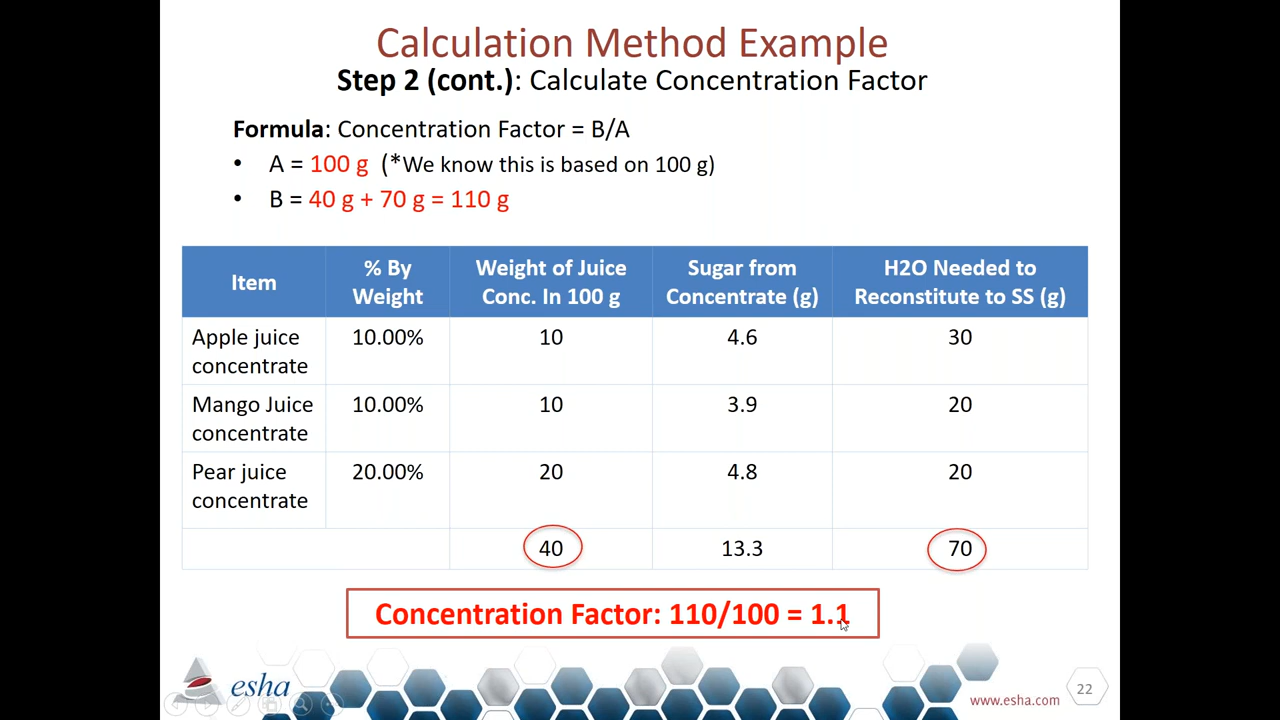 Calculation Method Example
Step 2 (cont.): Calculate Concentration Factor
Formula: Concentration Factor = B/A
• A = 100 g (*We know this is based on 100 g)
• B = 40 g + 70 g = 110 g
Item
% By
Weight
Weight of Juice
Conc. In 100 g
Sugar from
Concentrate (g)
H2O Needed to
Reconstitute to SS (g)
Apple juice
concentrate
10.00%
10
4.6
30
Mango Juice
concentrate
10.00%
10
3.9
20
Pear juice
concentrate
20.00%
20
4.8
20
40
13.3
70
Concentration Factor: 110/100 = 1.1
esha
www.esha.com
22